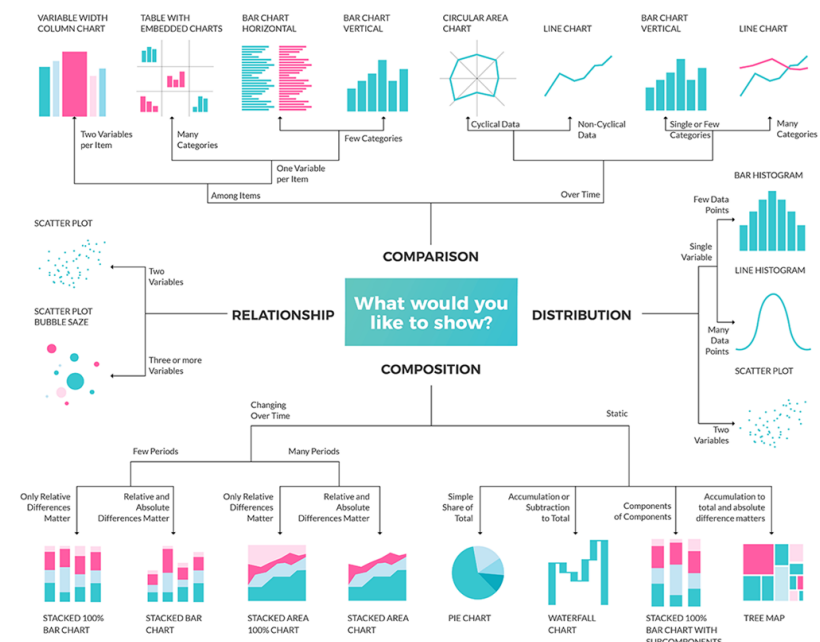 VARIABLE WIDTH
COLUMN CHART
TABLE WITH
EMBEDDED CHARTS
BAR CHART
HORIZONTAL
BAR CHART
VERTICAL
CIRCULAR AREA
CHART
LINE CHART
BAR CHART
VERTICAL
LINE CHART
Two Variables
per Item
Many
Categories
Few Categories
Cyclical Data
Non-Cyclical
Data
Single or Few
Categories
Many
Categories
One Variable
per Item
Among Items
Over Time
BAR HISTOGRAM
Few Data
Points
Single
Variable
LINE HISTOGRAM
Many
Data
Points
SCATTER PLOT
Two
Variables
SCATTER PLOT
Two
Variables
SCATTER PLOT
BUBBLE SAZE
Three or more
Variables
COMPARISON
RELATIONSHIP
What would you
like to show?
DISTRIBUTION
COMPOSITION
Changing
Over Time
Static
Few Periods
Many Periods
Only Relative
Differences
Matter
Relative and
Absolute
Differences Matter
Only Relative
Differences
Matter
Relative and
Absolute
Differences Matter
Simple
Share of
Total
Accumulation or
Subtraction
to Total
Components
of Components
Accumulation to
total and absolute
difference matters
STACKED 100%
BAR CHART
STACKED BAR
CHART
STACKED AREA
100% CHART
STACKED AREA
CHART
PIE CHART
WATERFALL
CHART
STACKED 100%
BAR CHART WITH
SUBCOMPONENTS
TREE MAP